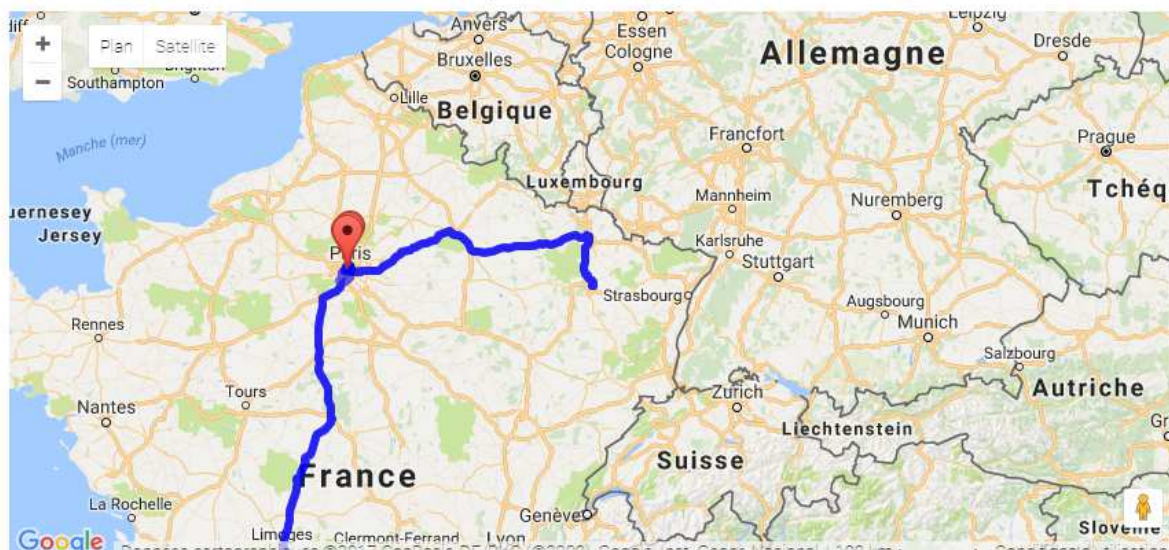 Anvers
Essen
Cologne
Leipzig
Dresde
+
Plan
Satellite
−
Southampton
Brighton
Bruxelles
Allemagne
Lille
Belgique
Manche (mer)
Francfort
Prague
Luxembourg
Mannheim
Nuremberg
Tchéq
uernesey
Jersey
Paris
Karlsruhe
Stuttgart
Strasbourg
Augsbourg
Munich
Rennes
Salzbourg
Tours
Zurich
Autriche
Nantes
Liechtenstein
Gr
France
Suisse
La Rochelle
Limoges
Clermont-Ferrand
Lyon
Genève
Slovénie
Google